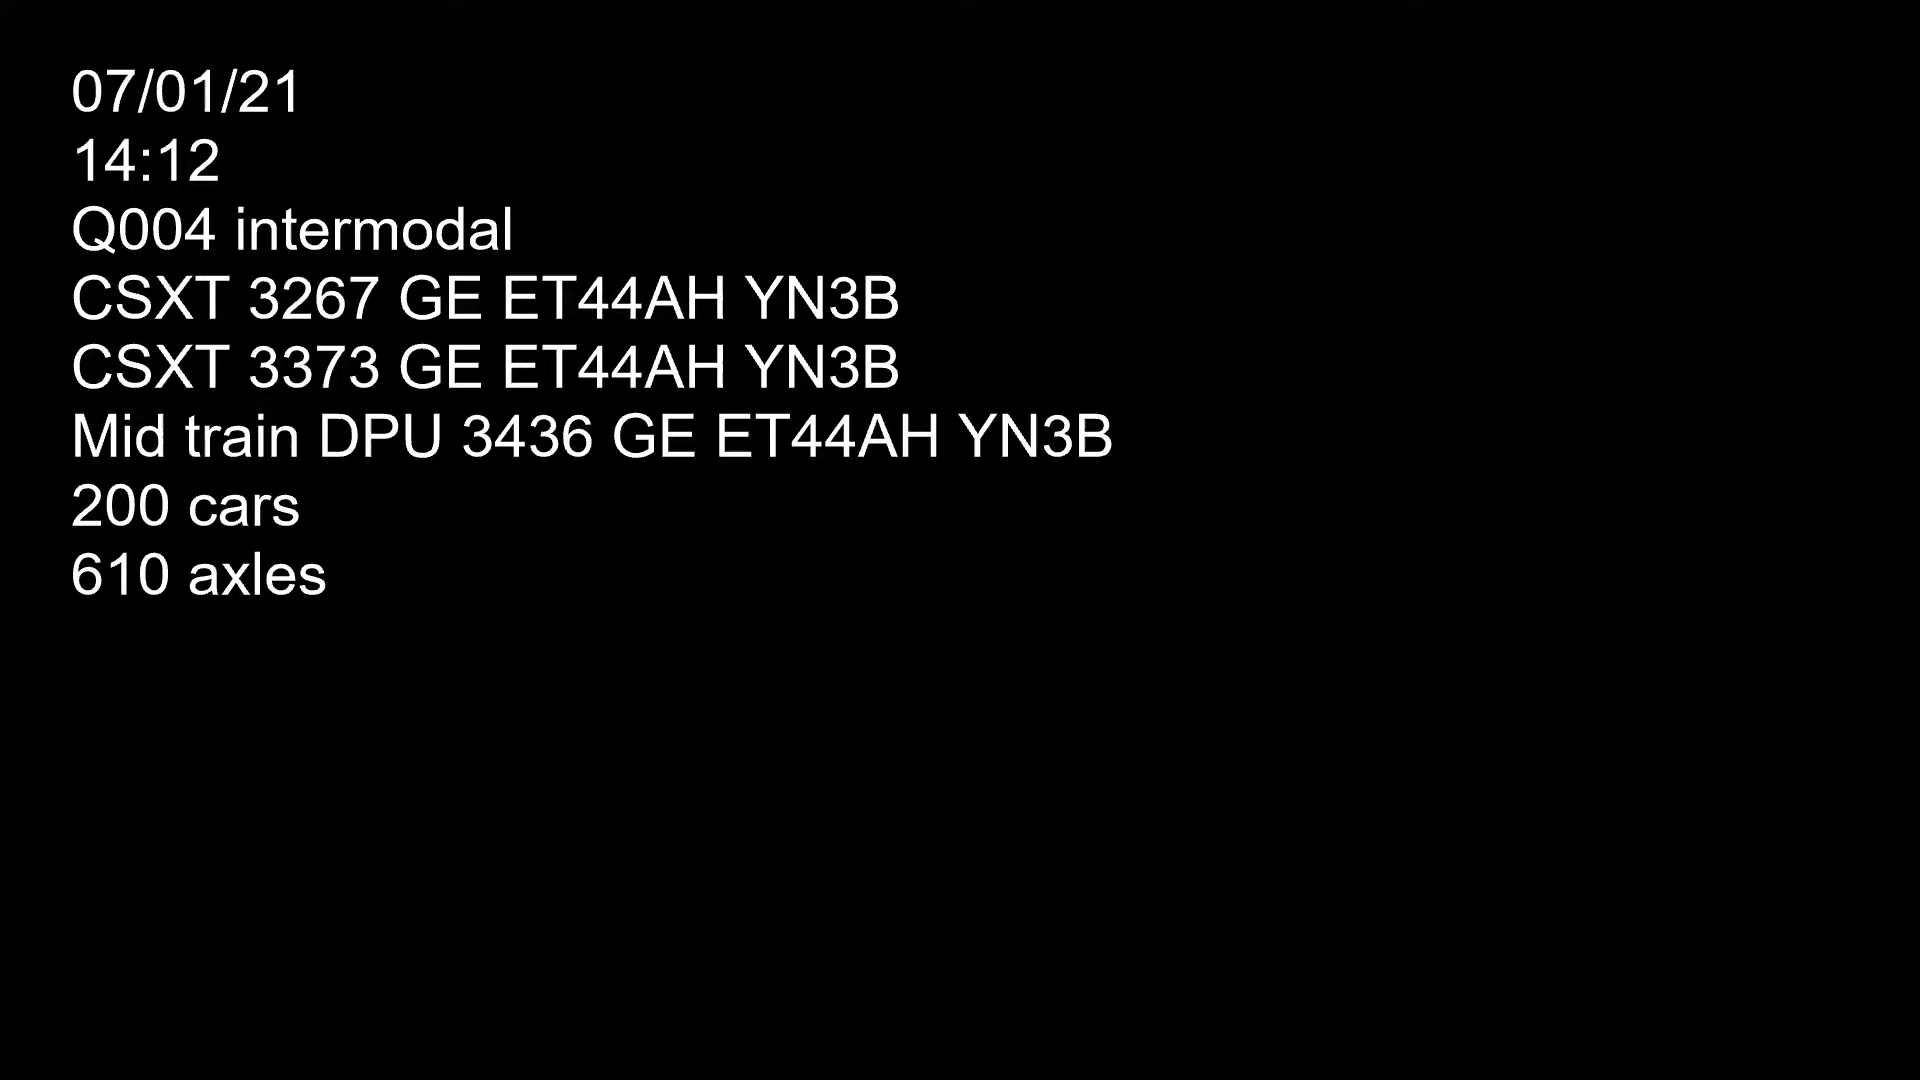 07/01/21
14:12
Q004 intermodal
CSXT 3267 GE ET44AH YN3B
CSXT 3373 GE ET44AH YN3B
Mid train DPU 3436 GE ET44AH YN3B
200 cars
610 axles